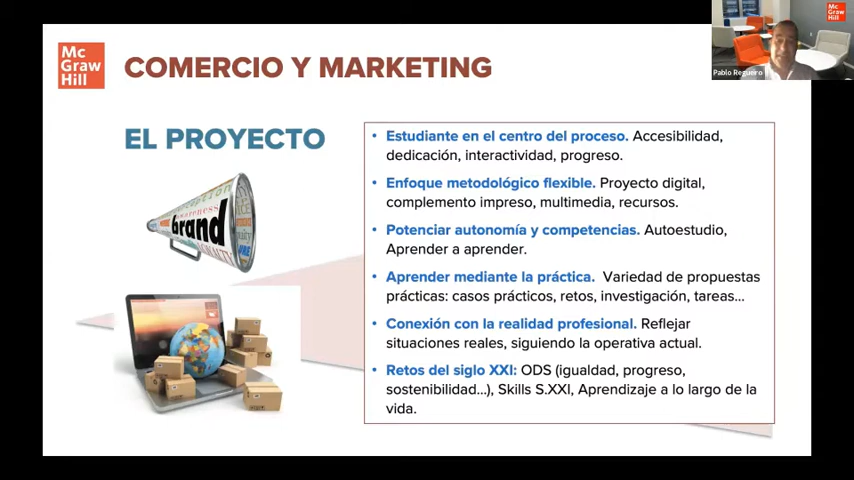 Mc
Graw
Hill
COMERCIO Y MARKETING
Mc
Graw
Hill
Pablo Regueiro
EL PROYECTO
brand
• Estudiante en el centro del proceso. Accesibilidad,
dedicación, interactividad, progreso.
• Enfoque metodológico flexible. Proyecto digital,
complemento impreso, multimedia, recursos.
• Potenciar autonomía y competencias. Autoestudio,
Aprender a aprender.
• Aprender mediante la práctica. Variedad de propuestas
prácticas: casos prácticos, retos, investigación, tareas...
• Conexión con la realidad profesional. Reflejar
situaciones reales, siguiendo la operativa actual.
• Retos del siglo XXI: ODS (igualdad, progreso,
sostenibilidad...), Skills S.XXI, Aprendizaje a lo largo de la
vida.